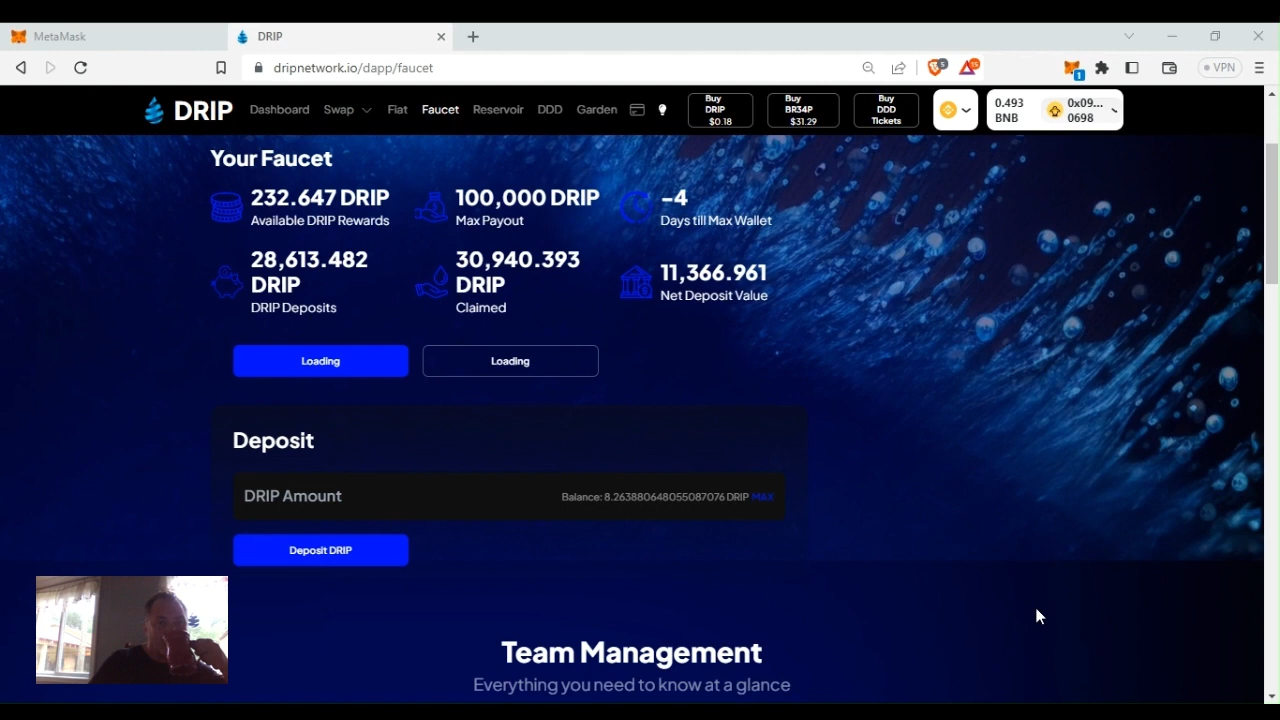 MetaMask
DRIP
dripnetwork.io/dapp/faucet
5
15
1
VPN
DRIP
Dashboard
Swap
Fiat
Faucet
Reservoir
DDD
Garden
Buy
DRIP
$0.18
Buy
BR34P
$31.29
Buy
DDD
Tickets
0.493
BNB
0x09...
0698
Your Faucet
232.647 DRIP
Available DRIP Rewards
100,000 DRIP
Max Payout
-4
Days till Max Wallet
28,613.482
DRIP
DRIP Deposits
30,940.393
DRIP
Claimed
11,366.961
Net Deposit Value
Loading
Loading
Deposit
DRIP Amount
Balance: 8.263880648055087076 DRIP MAX
Deposit DRIP
Team Management
Everything you need to know at a glance